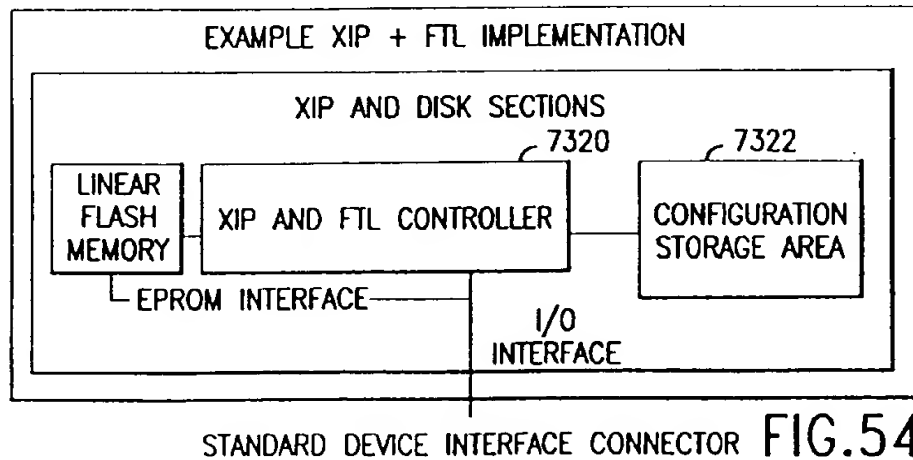 EXAMPLE XIP + FTL IMPLEMENTATION
XIP AND DISK SECTIONS
7320
7322
LINEAR
FLASH
MEMORY
XIP AND FTL CONTROLLER
CONFIGURATION
STORAGE AREA
EPROM INTERFACE
I/O
INTERFACE
STANDARD DEVICE INTERFACE CONNECTOR
FIG.54